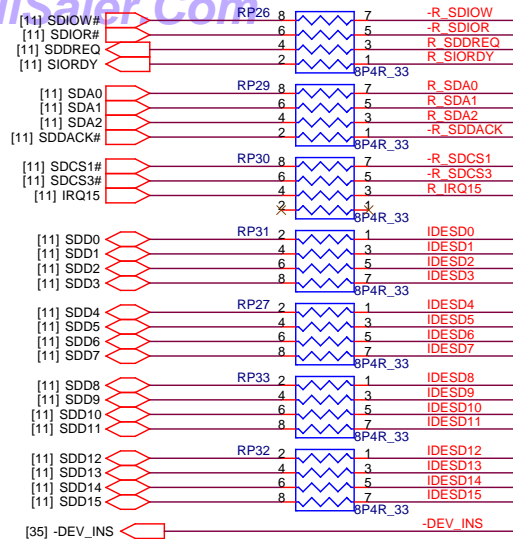 liSaler.Com
[11] SDIOW# RP26 8 7 -R_SDIOW
[11] SDIOR# 6 5 -R_SDIOR
[11] SDDREQ 4 3 R_SDDREQ
[11] SIORDY 2 1 R_SIORDY
8P4R_33
[11] SDA0 RP29 8 7 R_SDA0
[11] SDA1 6 5 R_SDA1
[11] SDA2 4 3 R_SDA2
[11] SDDACK# 2 1 -R_SDDACK
8P4R_33
[11] SDCS1# RP30 8 7 -R_SDCS1
[11] SDCS3# 6 5 -R_SDCS3
[11] IRQ15 4 3 R_IRQ15
2 1
8P4R_33
[11] SDD0 RP31 2 1 IDESD0
[11] SDD1 4 3 IDESD1
[11] SDD2 6 5 IDESD2
[11] SDD3 8 7 IDESD3
8P4R_33
[11] SDD4 RP27 2 1 IDESD4
[11] SDD5 4 3 IDESD5
[11] SDD6 6 5 IDESD6
[11] SDD7 8 7 IDESD7
8P4R_33
[11] SDD8 RP33 2 1 IDESD8
[11] SDD9 4 3 IDESD9
[11] SDD10 6 5 IDESD10
[11] SDD11 8 7 IDESD11
8P4R_33
[11] SDD12 RP32 2 1 IDESD12
[11] SDD13 4 3 IDESD13
[11] SDD14 6 5 IDESD14
[11] SDD15 8 7 IDESD15
8P4R_33
[35] -DEV_INS -DEV_INS